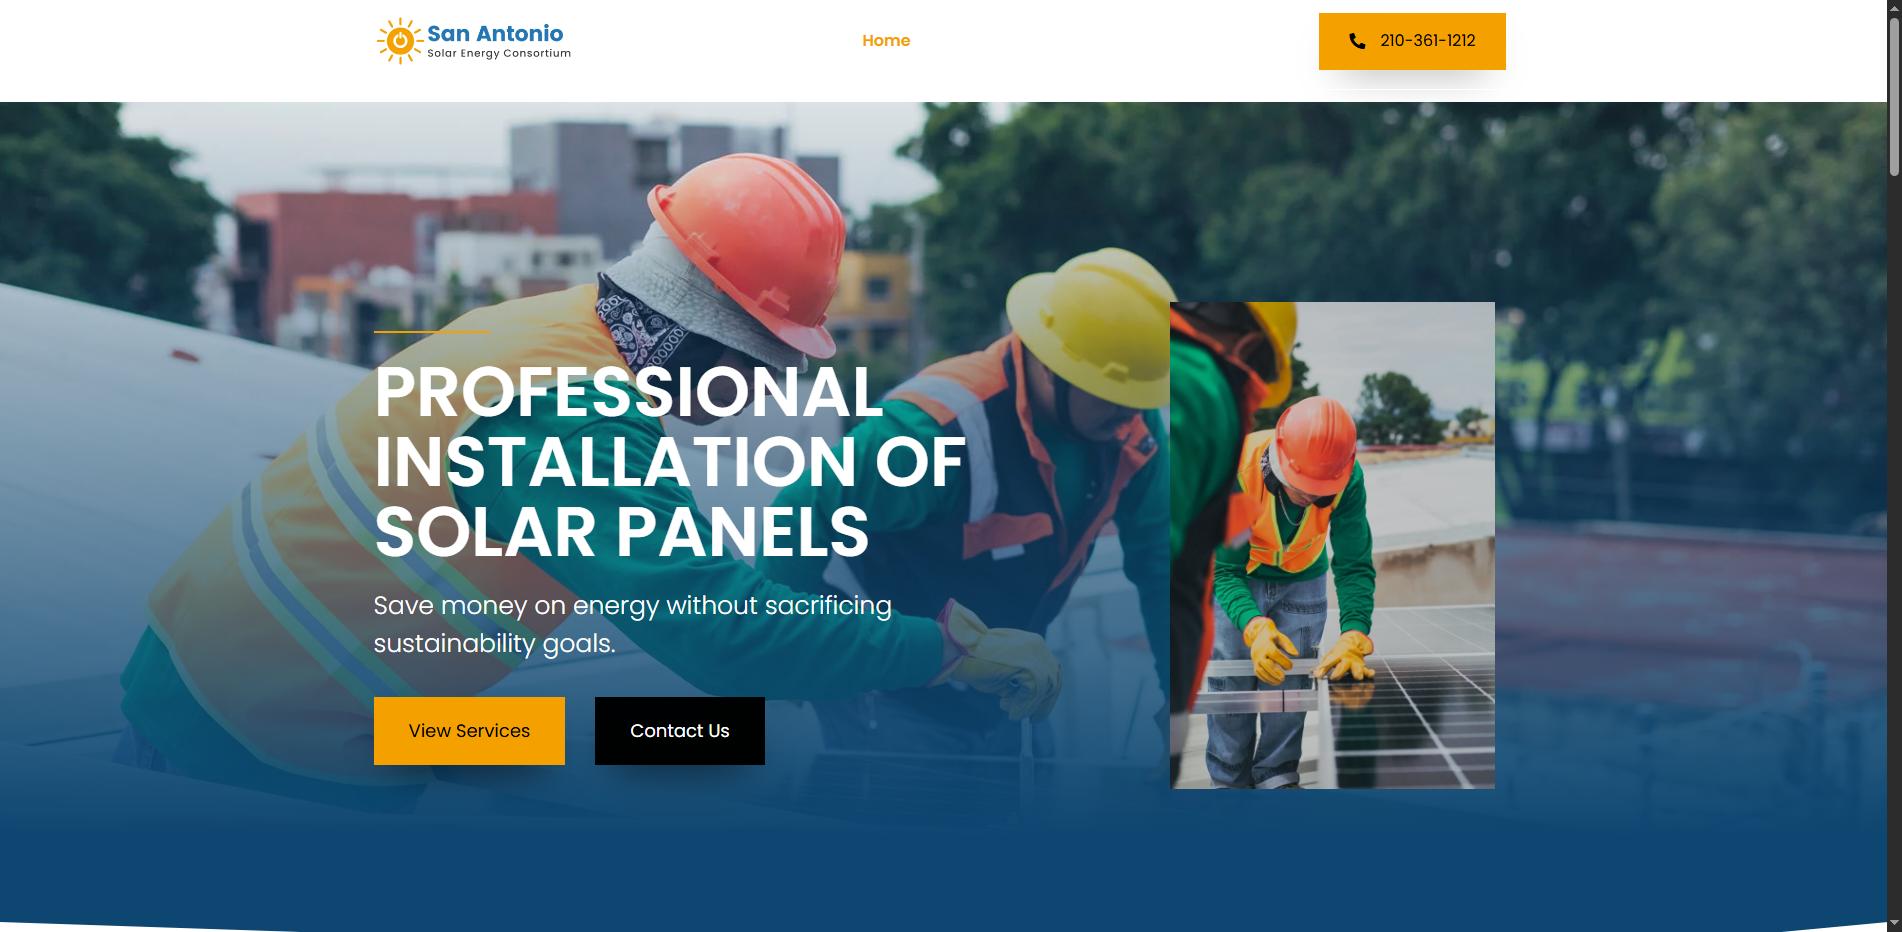 San Antonio
Solar Energy Consortium
Home
210-361-1212
PROFESSIONAL
INSTALLATION OF
SOLAR PANELS
Save money on energy without sacrificing
sustainability goals.
View Services
Contact Us